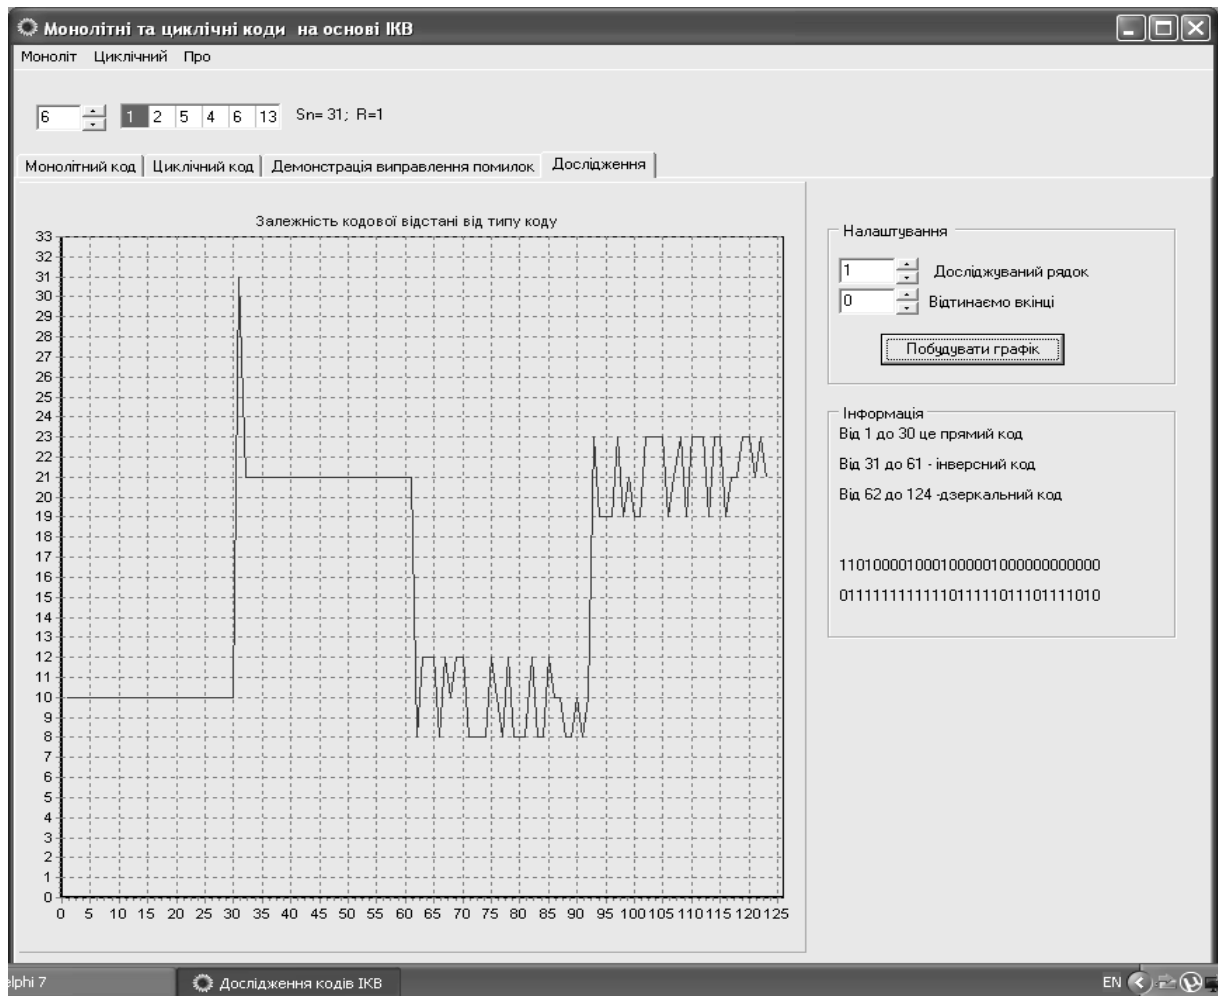 Монолітні та циклічні коди на основі ІКВ
Моноліт Циклічний Про
6 1 2 5 4 6 13 Sn= 31; R=1
Монолітний код Циклічний код Демонстрація виправлення помилок Дослідження
Залежність кодової відстані від типу коду
33
32
31
30
29
28
27
26
25
24
23
22
21
20
19
18
17
16
15
14
13
12
11
10
9
8
7
6
5
4
3
2
1
0
0 5 10 15 20 25 30 35 40 45 50 55 60 65 70 75 80 85 90 95 100 105 110 115 120 125
Налаштування
1 Досліджуваний рядок
0 Відтинаємо вкінці
Побудувати графік
Інформація
Від 1 до 30 це прямий код
Від 31 до 61 - інверсний код
Від 62 до 124 -дзеркальний код
1101000010001000001000000000000
0111111111111011111011101111010
elphi 7 Дослідження кодів ІКВ EN